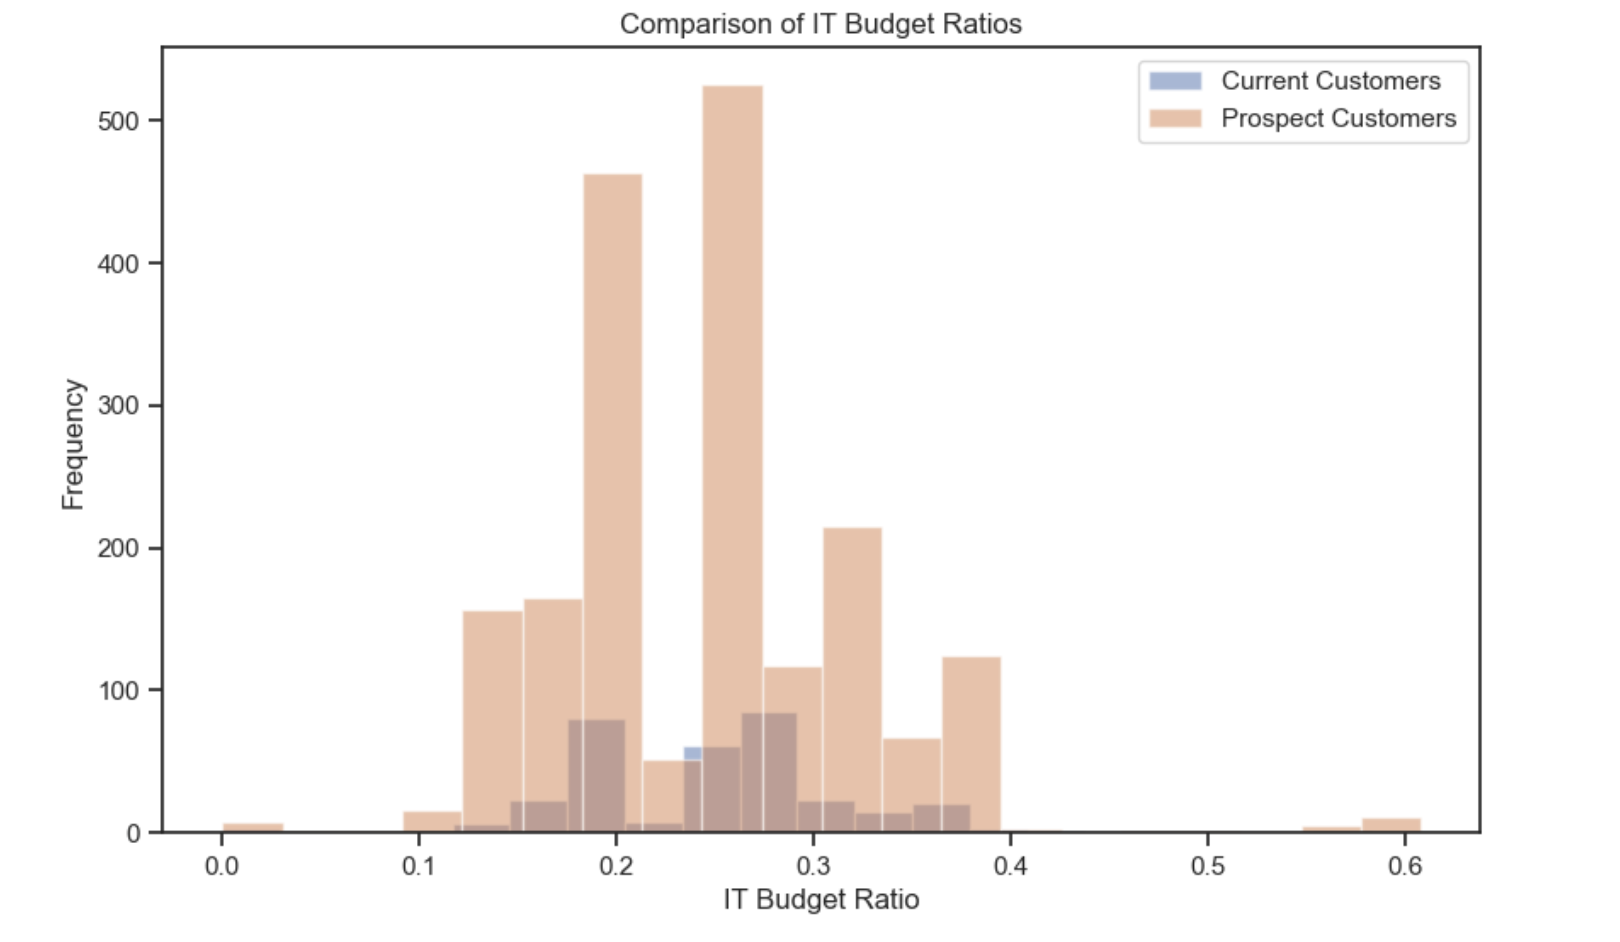 Comparison of IT Budget Ratios
Current Customers
Prospect Customers
500
400
300
200
100
0
Frequency
0.0 0.1 0.2 0.3 0.4 0.5 0.6
IT Budget Ratio